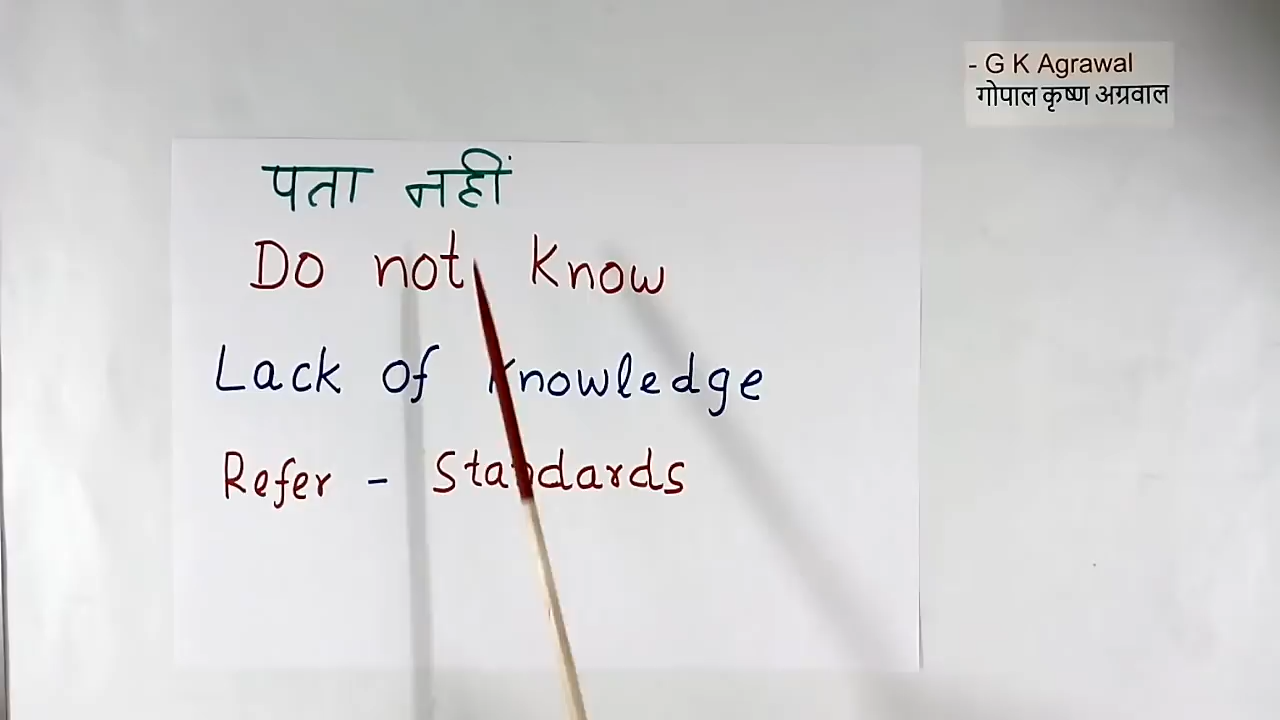 - G K Agrawal
गोपाल कृष्ण अग्रवाल
पता नहीं
Do not Know
Lack of Knowledge
Refer - Standards